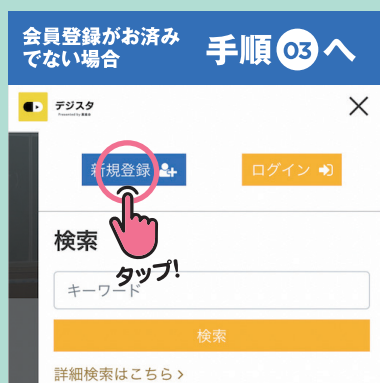 会員登録がお済み
でない場合
手順03へ
デジスタ
新規登録
ログイン
検索
タップ!
キーワード
検索
詳細検索はこちら>